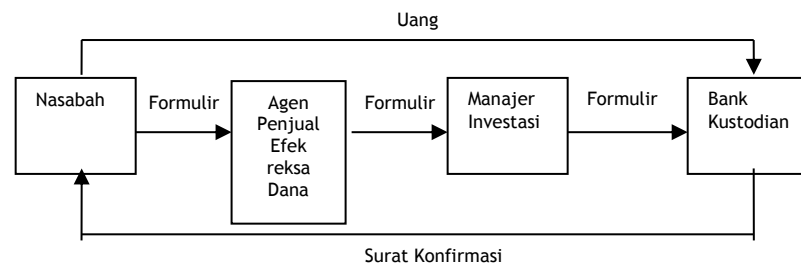 Uang
Nasabah
Formulir
Agen
Penjual
Efek
reksa
Dana
Formulir
Manajer
Investasi
Formulir
Bank
Kustodian
Surat Konfirmasi